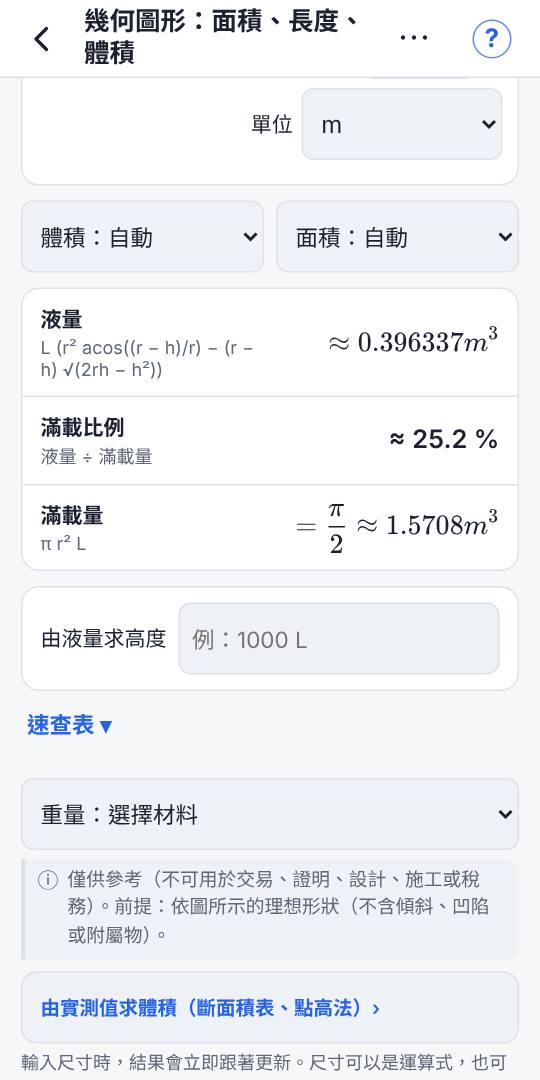 幾何圖形：面積、長度、
體積
...
?
單位
m
體積：自動
面積：自動
液量
L (r² acos((r − h)/r) − (r −
h) √(2rh − h²))
≈ 0.396337m³
滿載比例
液量 ÷ 滿載量
≈ 25.2 %
滿載量
π r² L
= π/2 ≈ 1.5708m³
由液量求高度
例：1000 L
速查表 ▼
重量：選擇材料
ⓘ 僅供參考（不可用於交易、證明、設計、施工或稅
務）。前提：依圖所示的理想形狀（不含傾斜、凹陷
或附屬物）。
由實測值求體積（斷面積表、點高法）›
輸入尺寸時，結果會立即跟著更新。尺寸可以是運算式，也可